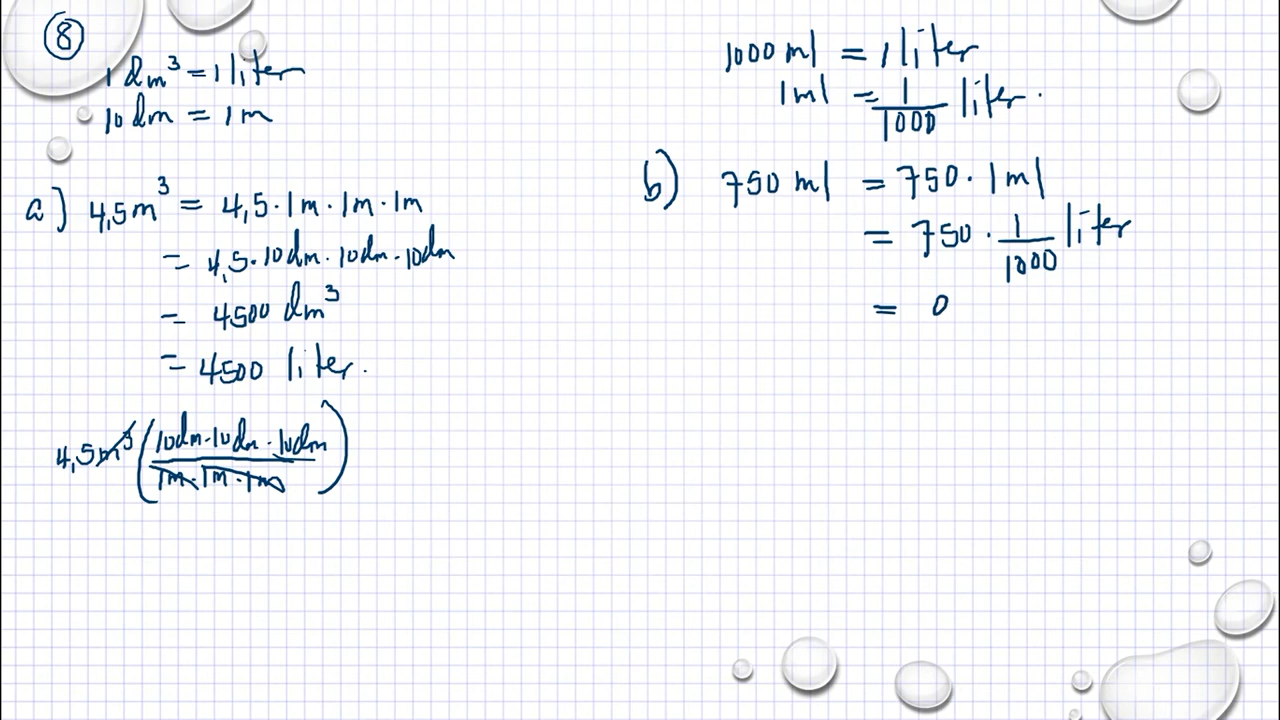 8
1 dm³ = 1 liter
10 dm = 1 m
a) 4,5 m³ = 4,5 · 1m · 1m · 1m
= 4,5 · 10dm · 10dm · 10dm
= 4500 dm³
= 4500 liter.
4,5m³ (10dm · 10dm · 10dm / 1m · 1m · 1m)
1000 ml = 1 liter
1 ml = 1/1000 liter.
b) 750 ml = 750 · 1 ml
= 750 · 1/1000 liter
= 0